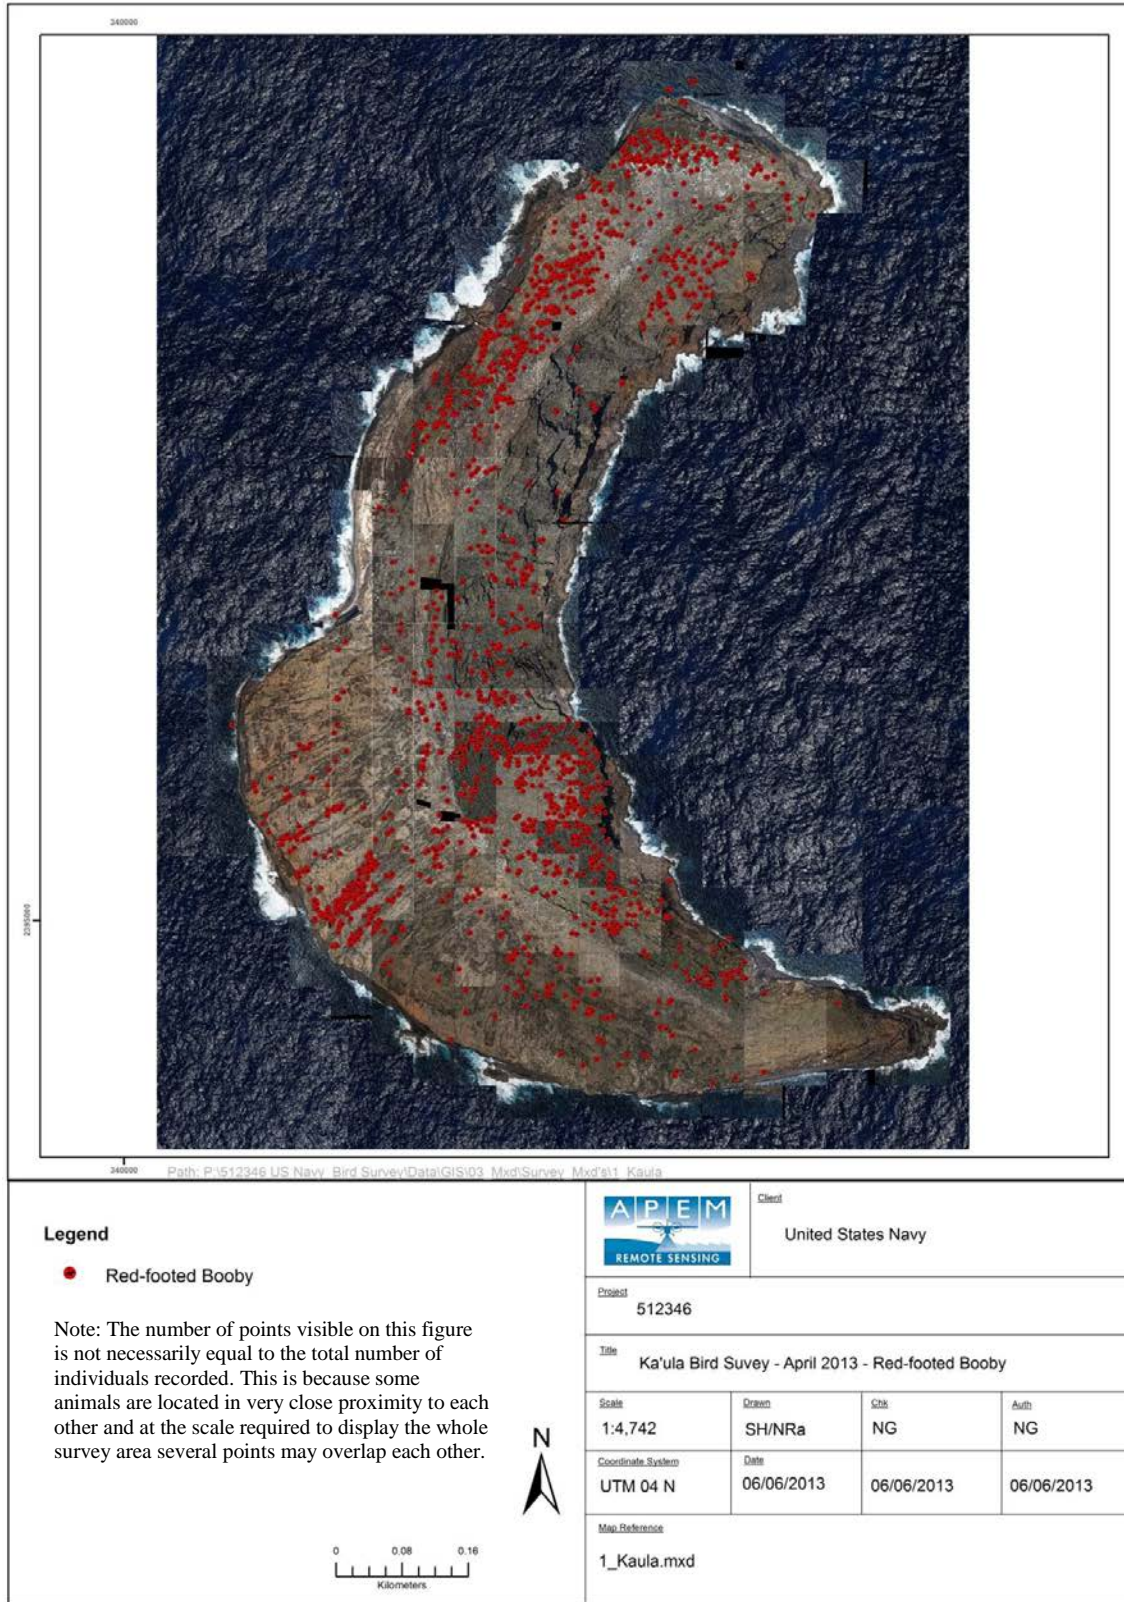 340000
2395000
340000
Path: P:\512346 US Navy Bird Survey\Data\GIS\03_Mxd\Survey_Mxd's\1_Kaula
Legend
Red-footed Booby
Note: The number of points visible on this figure
is not necessarily equal to the total number of
individuals recorded. This is because some
animals are located in very close proximity to each
other and at the scale required to display the whole
survey area several points may overlap each other.
N
0 0.08 0.16
Kilometers
APEM
REMOTE SENSING
Client
United States Navy
Project
512346
Title
Ka'ula Bird Suvey - April 2013 - Red-footed Booby
Scale Drawn Chk Auth
1:4,742 SH/NRa NG NG
Coordinate System Date
UTM 04 N 06/06/2013 06/06/2013 06/06/2013
Map Reference
1_Kaula.mxd